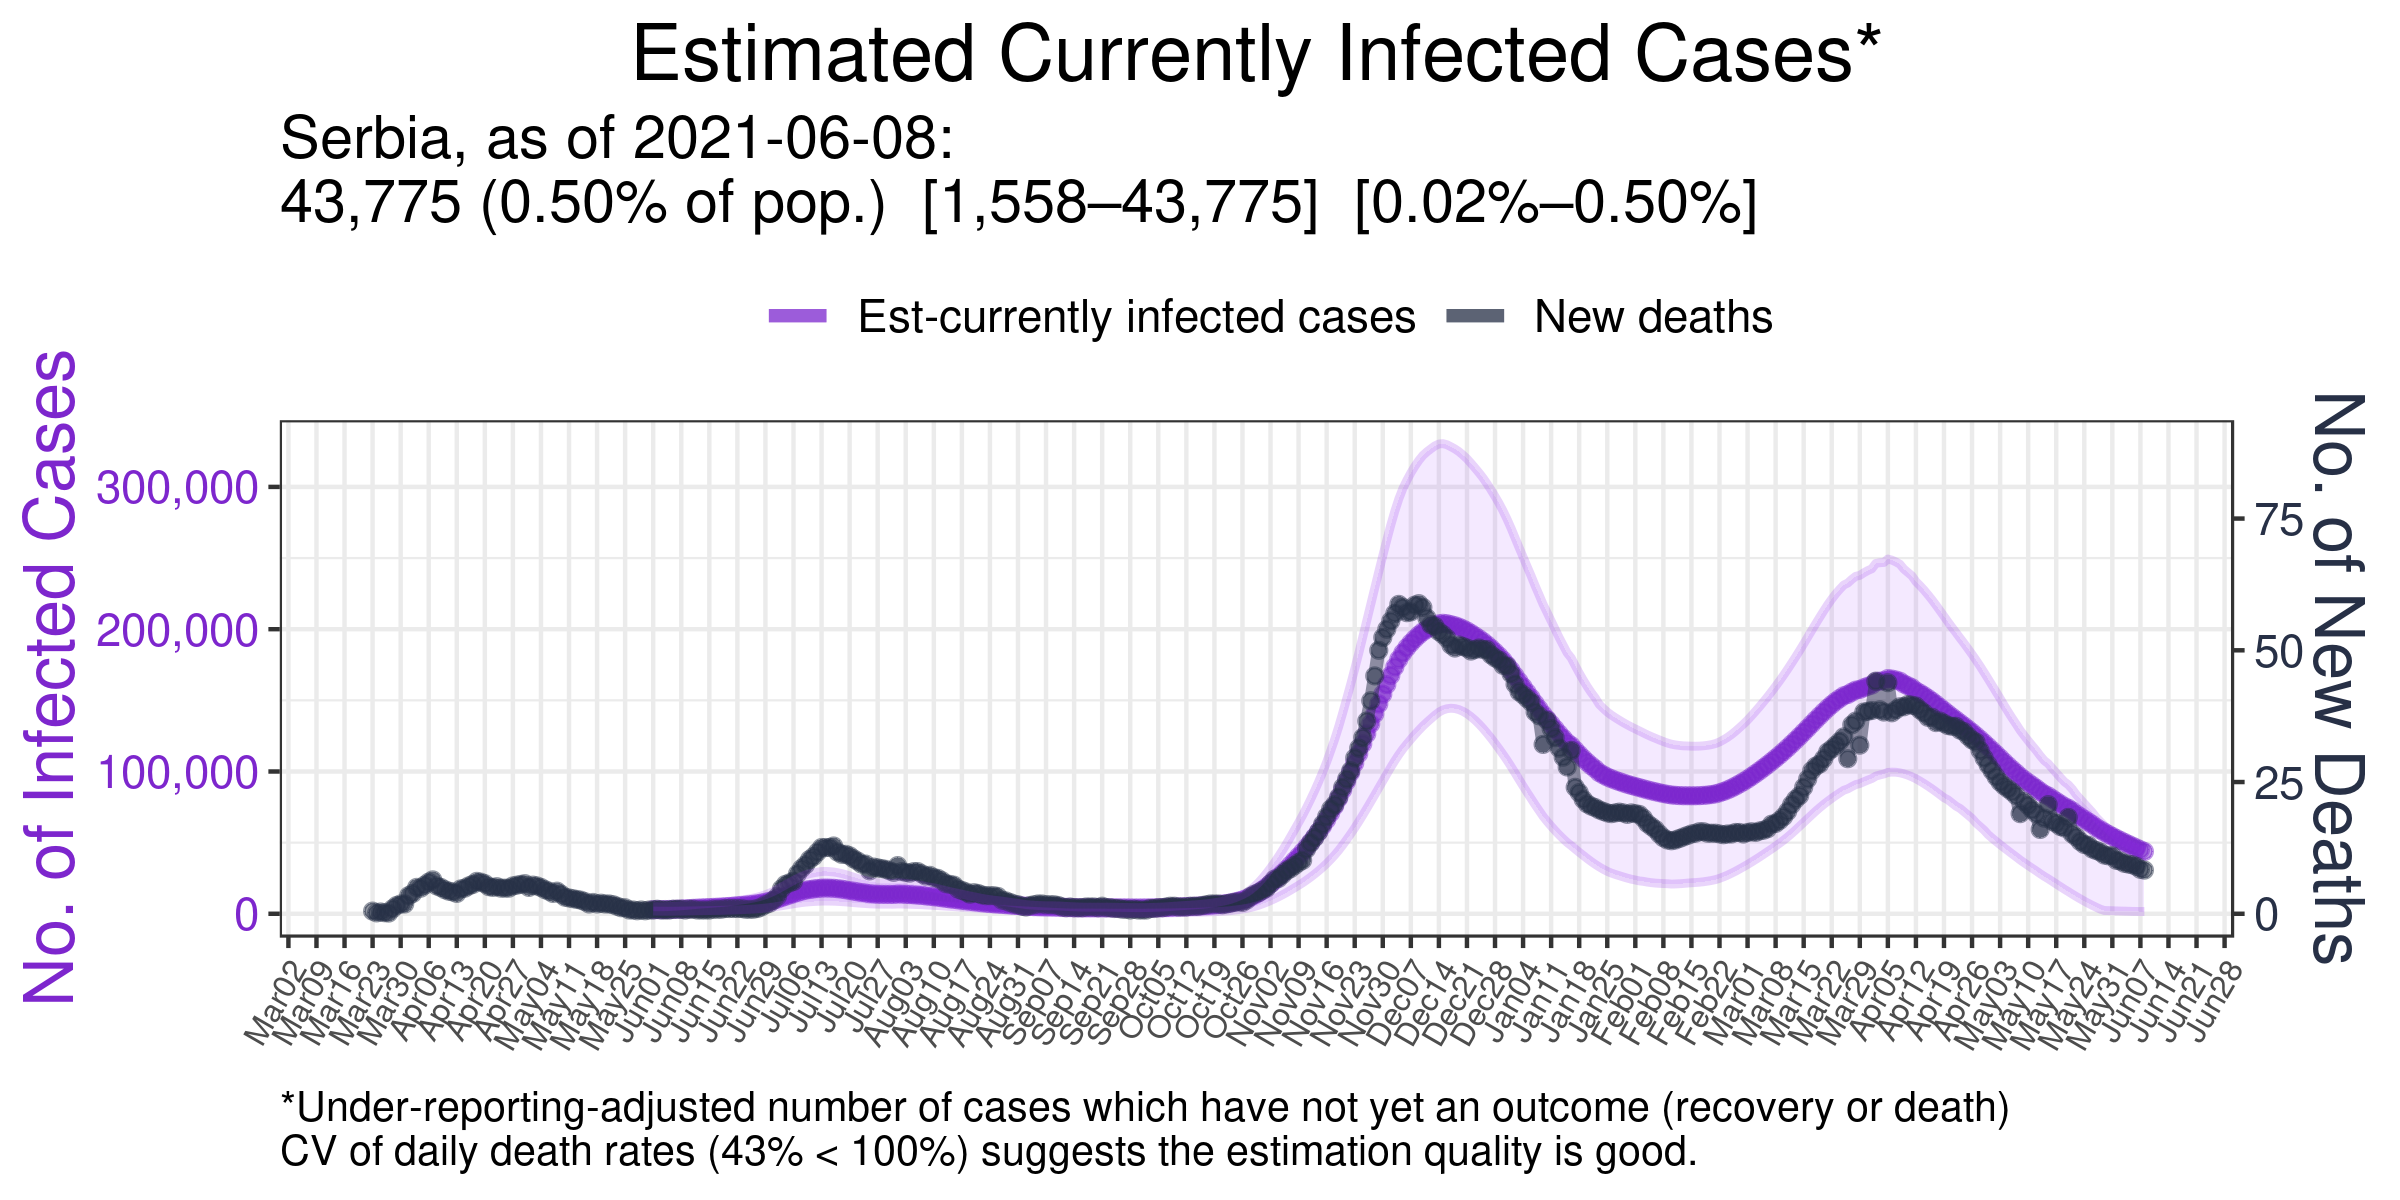 Estimated Currently Infected Cases*
Serbia, as of 2021-06-08:
43,775 (0.50% of pop.) [1,558–43,775] [0.02%–0.50%]
Est-currently infected cases
New deaths
No. of Infected Cases
300,000
200,000
100,000
0
75
50
25
0
No. of New Deaths
Mar02
Mar09
Mar16
Mar23
Mar30
Apr06
Apr13
Apr20
Apr27
May04
May11
May18
May25
Jun01
Jun08
Jun15
Jun22
Jun29
Jul06
Jul13
Jul20
Jul27
Aug03
Aug10
Aug17
Aug24
Aug31
Sep07
Sep14
Sep21
Sep28
Oct05
Oct12
Oct19
Oct26
Nov02
Nov09
Nov16
Nov23
Nov30
Dec07
Dec14
Dec21
Dec28
Jan04
Jan11
Jan18
Jan25
Feb01
Feb08
Feb15
Feb22
Mar01
Mar08
Mar15
Mar22
Mar29
Apr05
Apr12
Apr19
Apr26
May03
May10
May17
May24
May31
Jun07
Jun14
Jun21
Jun28
*Under-reporting-adjusted number of cases which have not yet an outcome (recovery or death)
CV of daily death rates (43% < 100%) suggests the estimation quality is good.